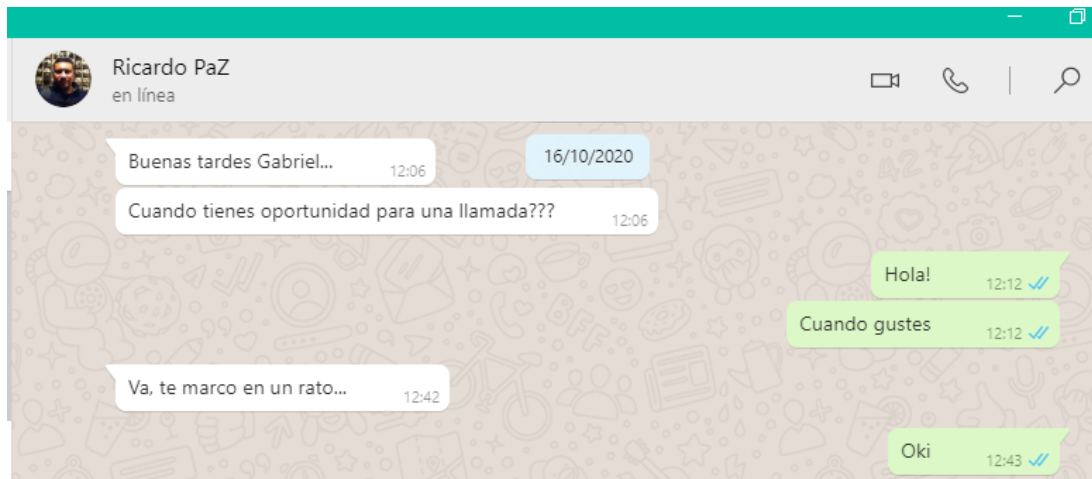 Ricardo PaZ
en línea
16/10/2020
Buenas tardes Gabriel...
12:06
Cuando tienes oportunidad para una llamada???
12:06
Hola!
12:12
Cuando gustes
12:12
Va, te marco en un rato...
12:42
Oki
12:43